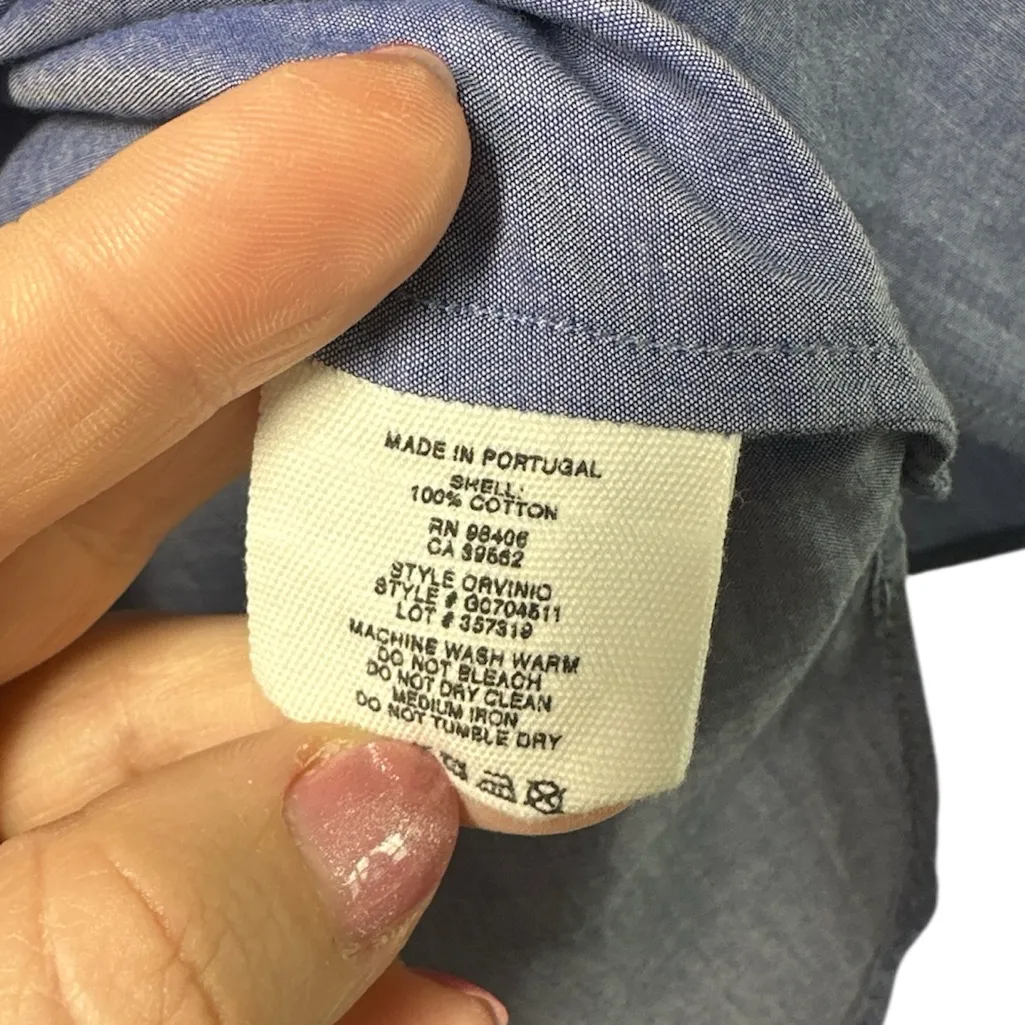 MADE IN PORTUGAL
SHELL:
100% COTTON
RN 98406
CA 39562
STYLE ORVINIO
STYLE # G0704511
LOT # 357319
MACHINE WASH WARM
DO NOT BLEACH
DO NOT DRY CLEAN
MEDIUM IRON
DO NOT TUMBLE DRY